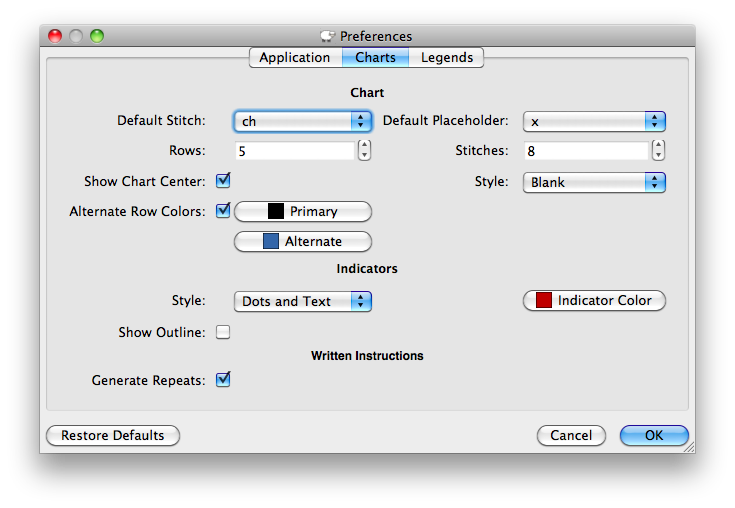 Preferences
Application Charts Legends
Chart
Default Stitch: ch Default Placeholder: x
Rows: 5 Stitches: 8
Show Chart Center: Style: Blank
Alternate Row Colors: Primary
Alternate
Indicators
Style: Dots and Text Indicator Color
Show Outline:
Written Instructions
Generate Repeats:
Restore Defaults Cancel OK